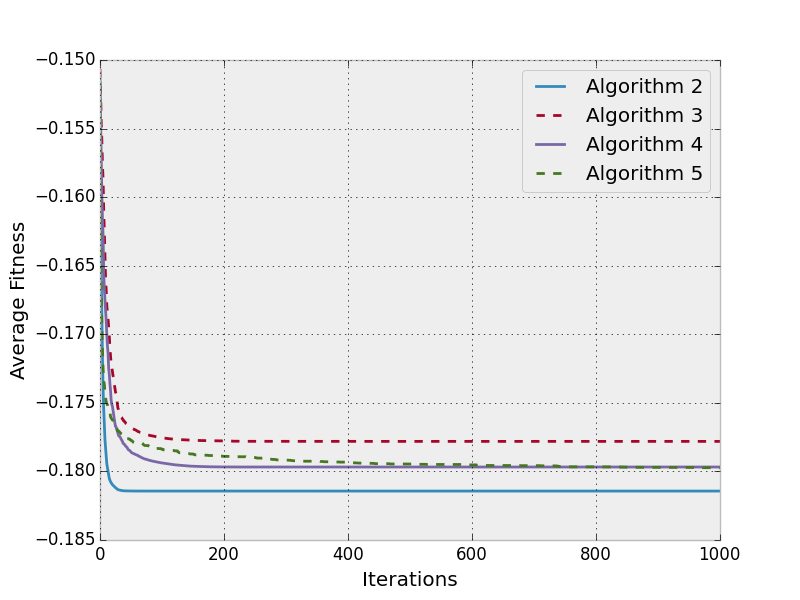 −0.150
−0.155
−0.160
−0.165
−0.170
−0.175
−0.180
−0.185
Average Fitness
0 200 400 600 800 1000
Iterations
Algorithm 2
Algorithm 3
Algorithm 4
Algorithm 5